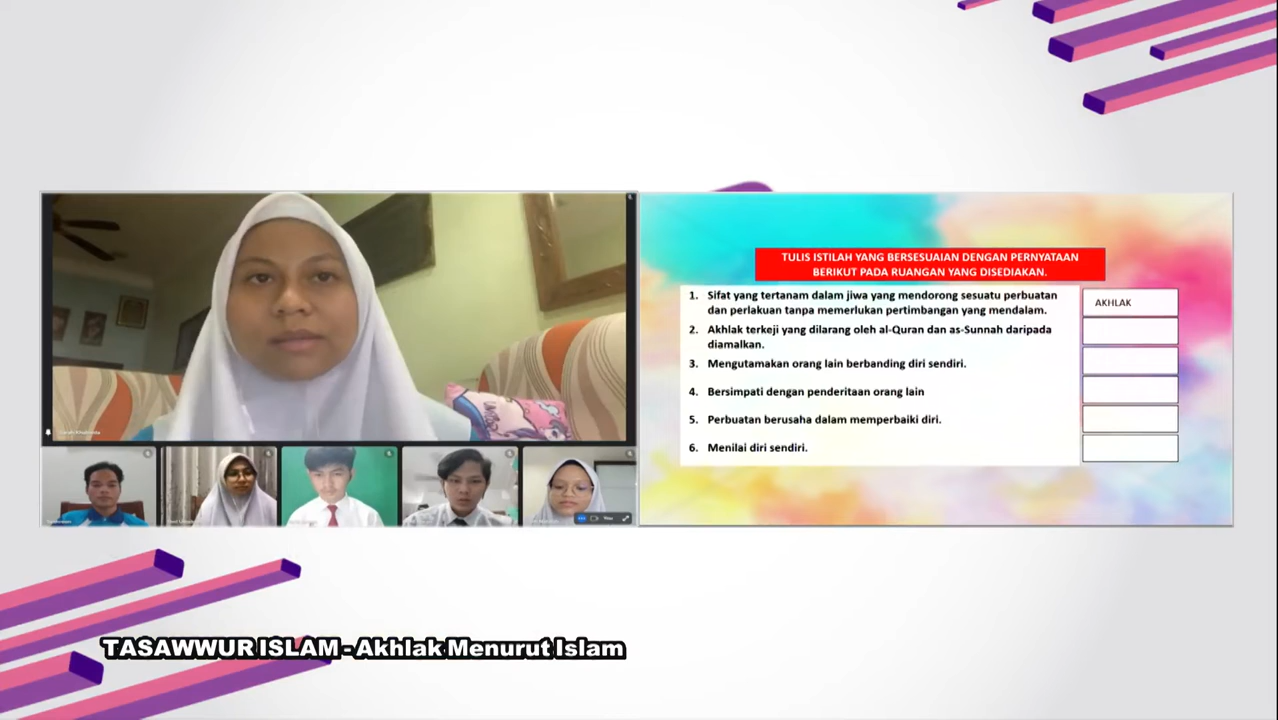 TULIS ISTILAH YANG BERSESUAIAN DENGAN PERNYATAAN
BERIKUT PADA RUANGAN YANG DISEDIAKAN.
1. Sifat yang tertanam dalam jiwa yang mendorong sesuatu perbuatan
dan perlakuan tanpa memerlukan pertimbangan yang mendalam.
AKHLAK
2. Akhlak terkeji yang dilarang oleh al-Quran dan as-Sunnah daripada
diamalkan.
3. Mengutamakan orang lain berbanding diri sendiri.
4. Bersimpati dengan penderitaan orang lain
5. Perbuatan berusaha dalam memperbaiki diri.
6. Menilai diri sendiri.
TASAWWUR ISLAM - Akhlak Menurut Islam